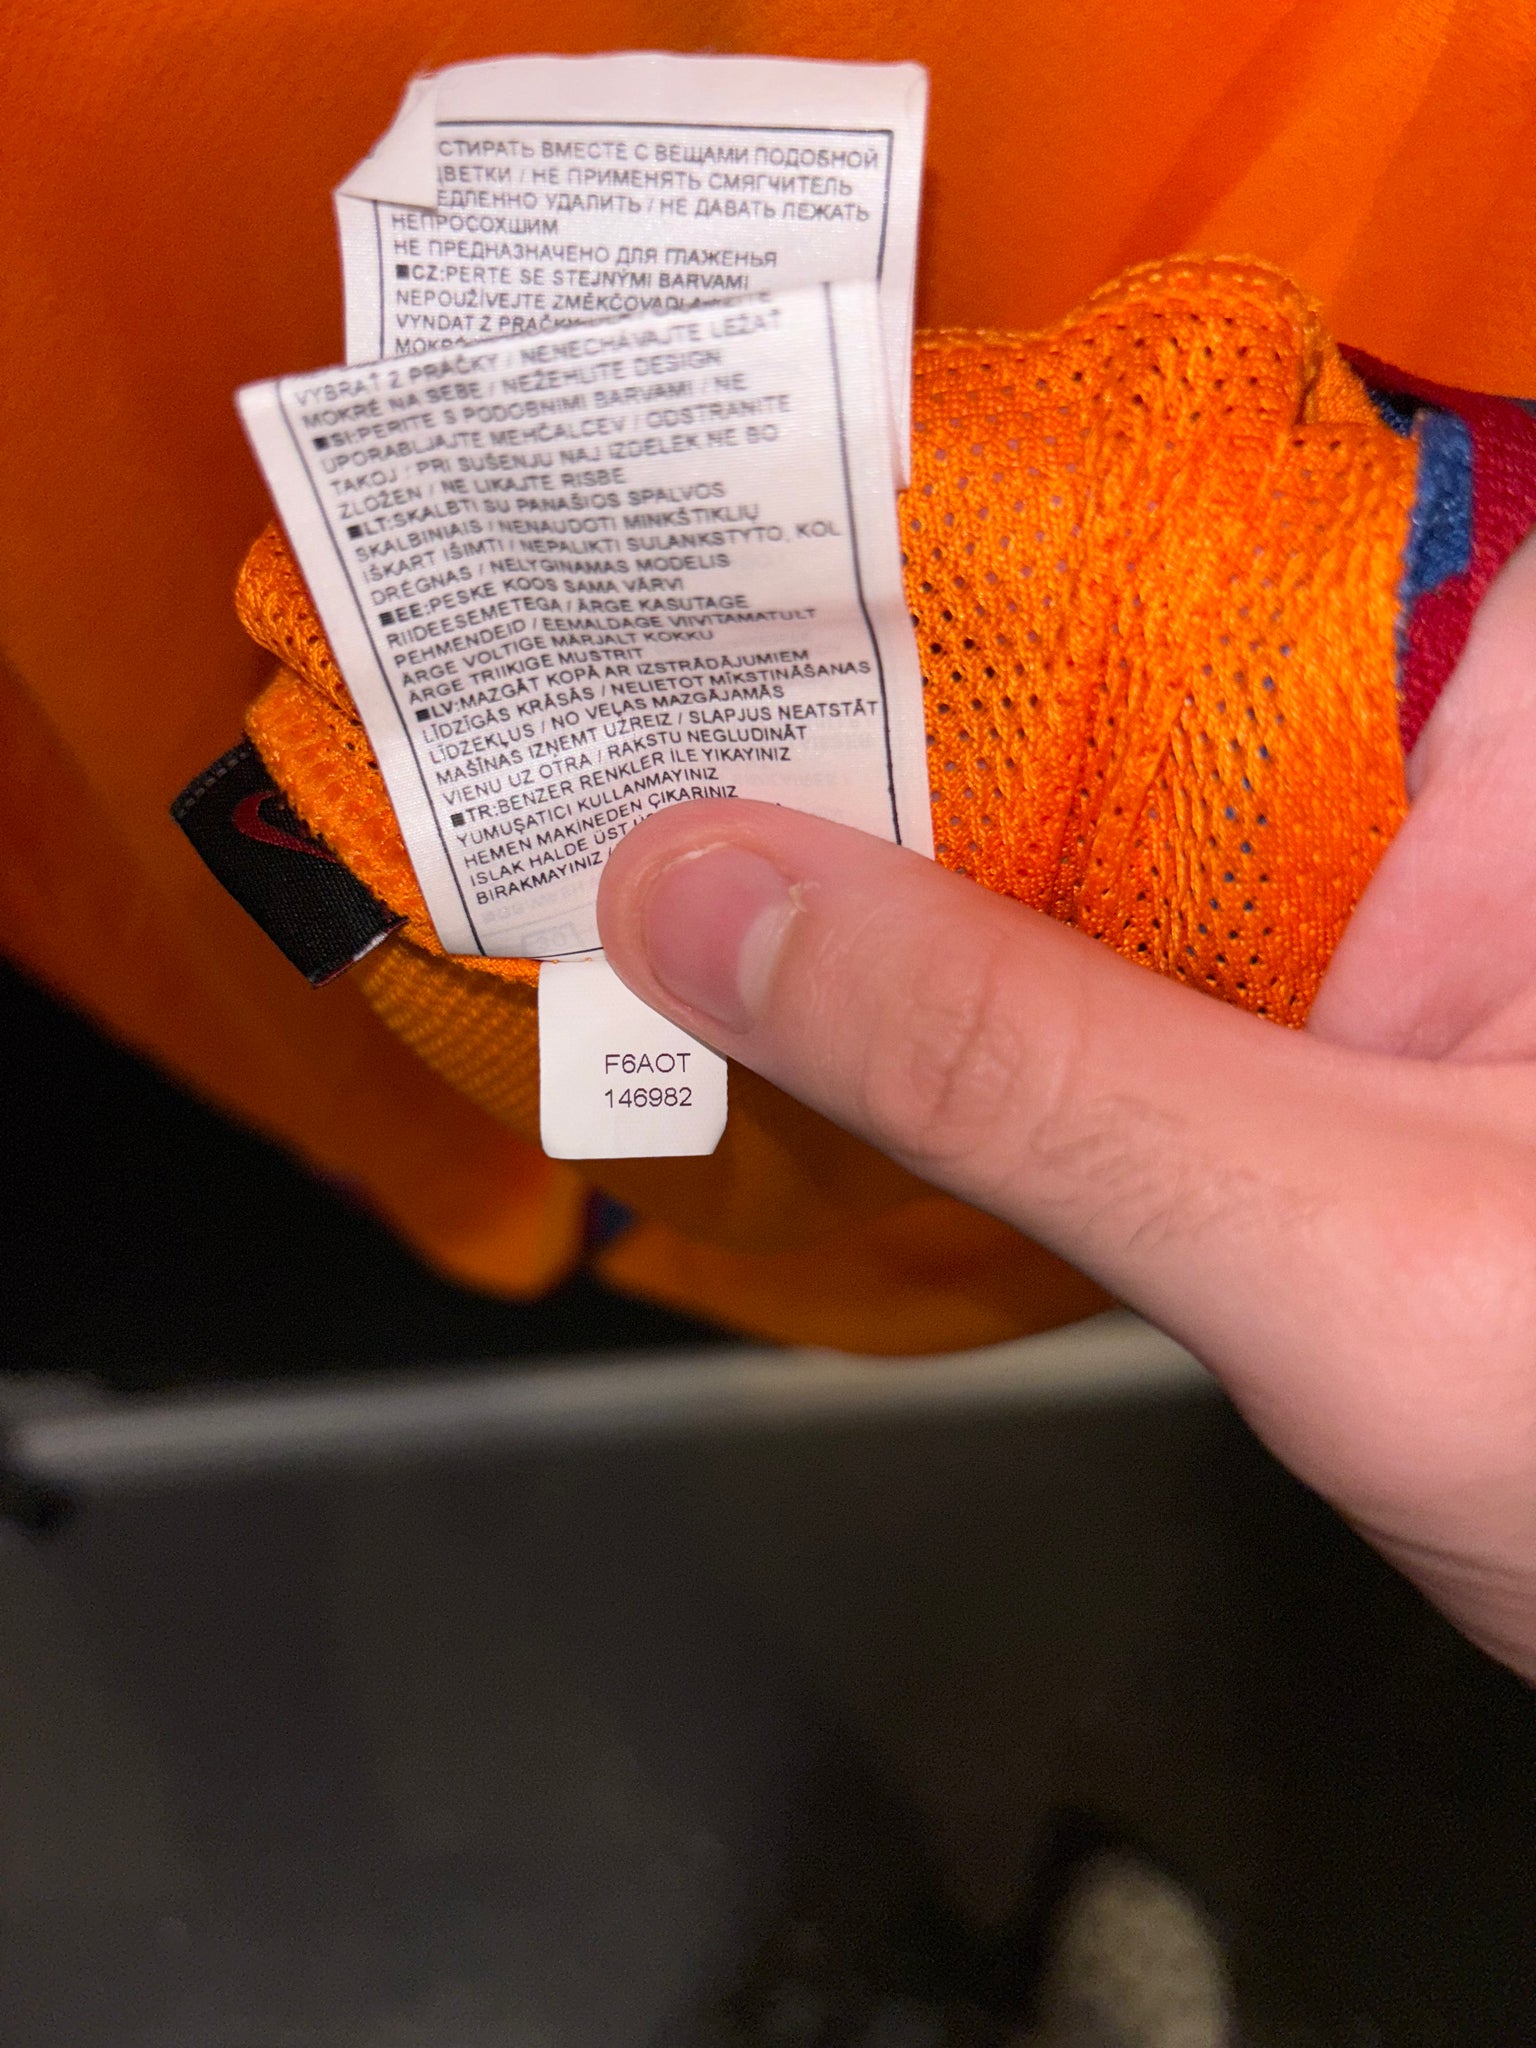 СТИРАТЬ ВМЕСТЕ С ВЕЩАМИ ПОДОБНОЙ
ЦВЕТКИ / НЕ ПРИМЕНЯТЬ СМЯГЧИТЕЛЬ
ЕДЛЕННО УДАЛИТЬ / НЕ ДАВАТЬ ЛЕЖАТЬ
НЕПРОСОХШИМ
НЕ ПРЕДНАЗНАЧЕНО ДЛЯ ГЛАЖЕНЬЯ
■CZ:PERTE SE STEJNÝMI BARVAMI
NEPOUŽÍVEJTE ZMĚKČOVADLA
VYNDAT Z PRAČKY
VYBRAŤ Z PRÁČKY / NENECHÁVAJTE LEŽAŤ
MOKRÉ NA SEBE / NEŽEHLITE DESIGN
■SI:PERITE S PODOBNIMI BARVAMI / NE
UPORABLJAJTE MEHČALCEV / ODSTRANITE
TAKOJ / PRI SUŠENJU NAJ IZDELEK NE BO
ZLOŽEN / NE LIKAJTE RISBE
■LT:SKALBTI SU PANAŠIOS SPALVOS
SKALBINIAIS / NENAUDOTI MINKŠTIKLIŲ
IŠKART IŠIMTI / NEPALIKTI SULANKSTYTO, KOL
DRĖGNAS / NELYGINAMAS MODELIS
■EE:PESKE KOOS SAMA VÄRVI
RIIDEESEMETEGA / ÄRGE KASUTAGE
PEHMENDEID / EEMALDAGE VIIVITAMATULT
ÄRGE VOLTIGE MÄRJALT KOKKU
ÄRGE TRIIKIGE MUSTRIT
■LV:MAZGĀT KOPĀ AR IZSTRĀDĀJUMIEM
LĪDZĪGĀS KRĀSĀS / NELIETOT MĪKSTINĀŠANAS
LĪDZEKĻUS / NO VEĻAS MAZGĀJAMĀS
MAŠĪNAS IZŅEMT UZREIZ / SLAPJUS NEATSTĀT
VIENU UZ OTRA / RAKSTU NEGLUDINĀT
■TR:BENZER RENKLER İLE YIKAYINIZ
YUMUŞATICI KULLANMAYINIZ
HEMEN MAKİNEDEN ÇIKARINIZ
ISLAK HALDE ÜST
BIRAKMAYINIZ /
F6AOT
146982